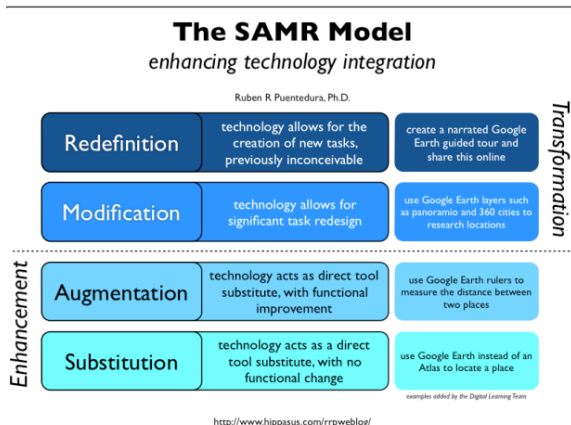 The SAMR Model
enhancing technology integration
Ruben R Puentedura, Ph.D.
Redefinition
technology allows for the
creation of new tasks,
previously inconceivable
create a narrated Google
Earth guided tour and
share this online
Transformation
Modification
technology allows for
significant task redesign
use Google Earth layers such
as panoramio and 360 cities to
research locations
Enhancement
Augmentation
technology acts as direct tool
substitute, with functional
improvement
use Google Earth rulers to
measure the distance between
two places
Substitution
technology acts as a direct
tool substitute, with no
functional change
use Google Earth instead of an
Atlas to locate a place
examples added by the Digital Learning Team
http://www.hippasus.com/rrpweblog/